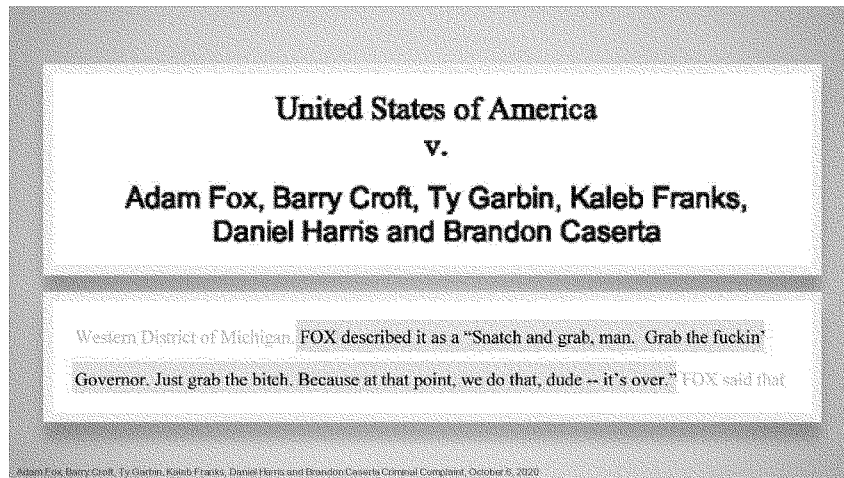 United States of America
v.
Adam Fox, Barry Croft, Ty Garbin, Kaleb Franks,
Daniel Harris and Brandon Caserta
Western District of Michigan. FOX described it as a “Snatch and grab, man.  Grab the fuckin’
Governor. Just grab the bitch. Because at that point, we do that, dude -- it’s over.” FOX said that
Adam Fox, Barry Croft, Ty Garbin, Kaleb Franks, Daniel Harris and Brandon Caserta Criminal Complaint, October 6, 2020